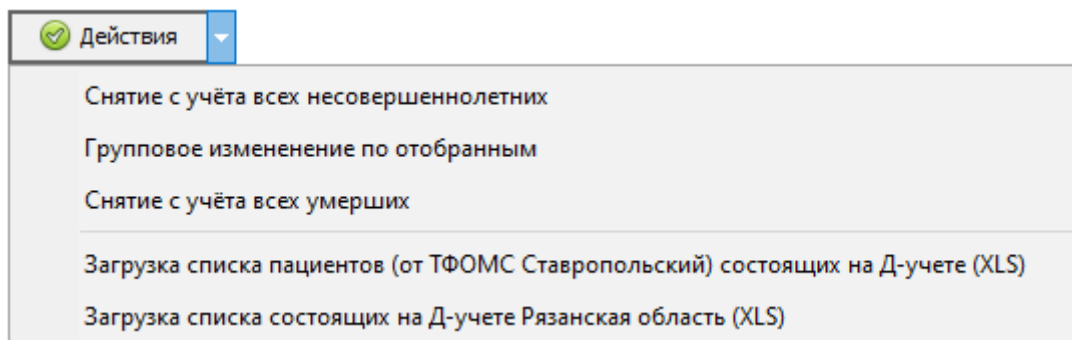 Действия
Снятие с учёта всех несовершеннолетних
Групповое измененение по отобранным
Снятие с учёта всех умерших
Загрузка списка пациентов (от ТФОМС Ставропольский) состоящих на Д-учете (XLS)
Загрузка списка состоящих на Д-учете Рязанская область (XLS)